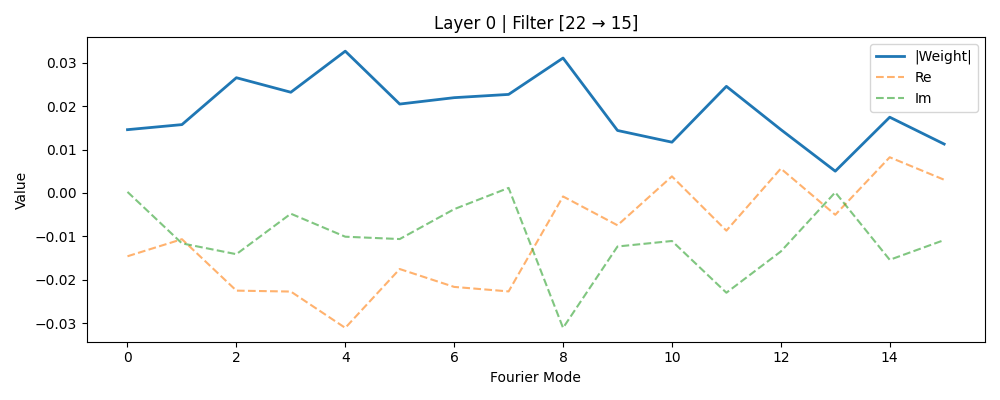 Layer 0 | Filter [22 → 15]
|Weight|
Re
Im
0.03
0.02
0.01
0.00
−0.01
−0.02
−0.03
Value
0 2 4 6 8 10 12 14
Fourier Mode